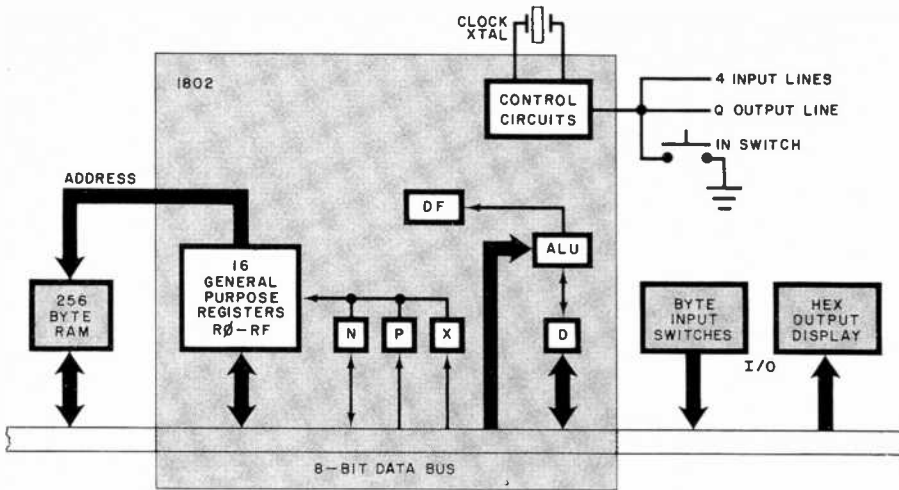 CLOCK
XTAL
1802
CONTROL
CIRCUITS
4 INPUT LINES
Q OUTPUT LINE
IN SWITCH
ADDRESS
DF
ALU
16
GENERAL
PURPOSE
REGISTERS
RØ-RF
256
BYTE
RAM
N
P
X
D
BYTE
INPUT
SWITCHES
I/O
HEX
OUTPUT
DISPLAY
8-BIT DATA BUS